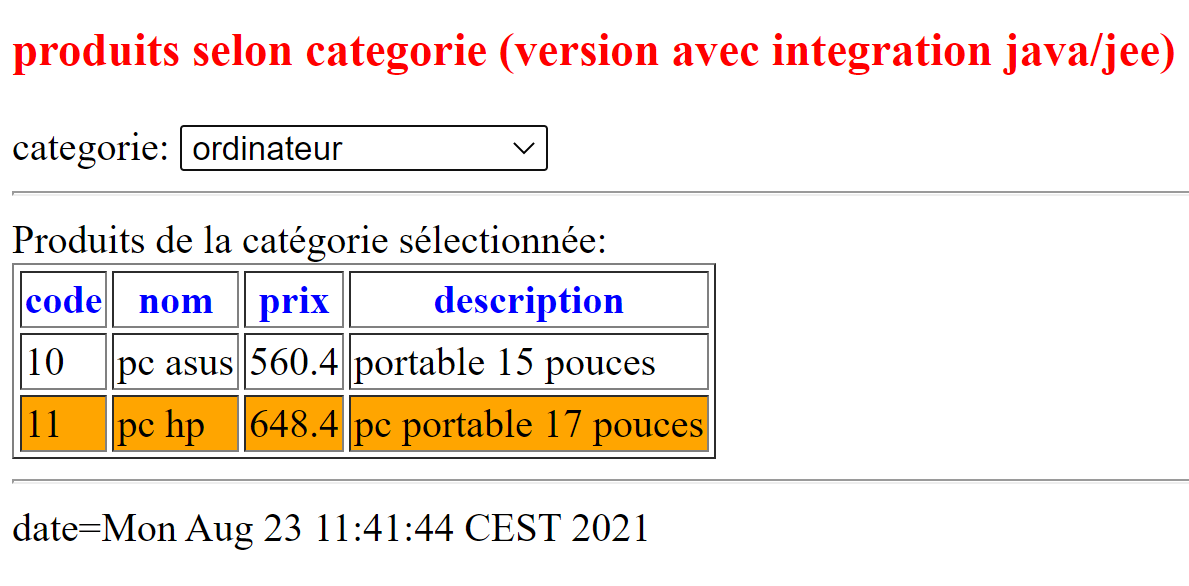 produits selon categorie (version avec integration java/jee)
categorie: ordinateur
Produits de la catégorie sélectionnée:
code nom prix description
10 pc asus 560.4 portable 15 pouces
11 pc hp 648.4 pc portable 17 pouces
date=Mon Aug 23 11:41:44 CEST 2021